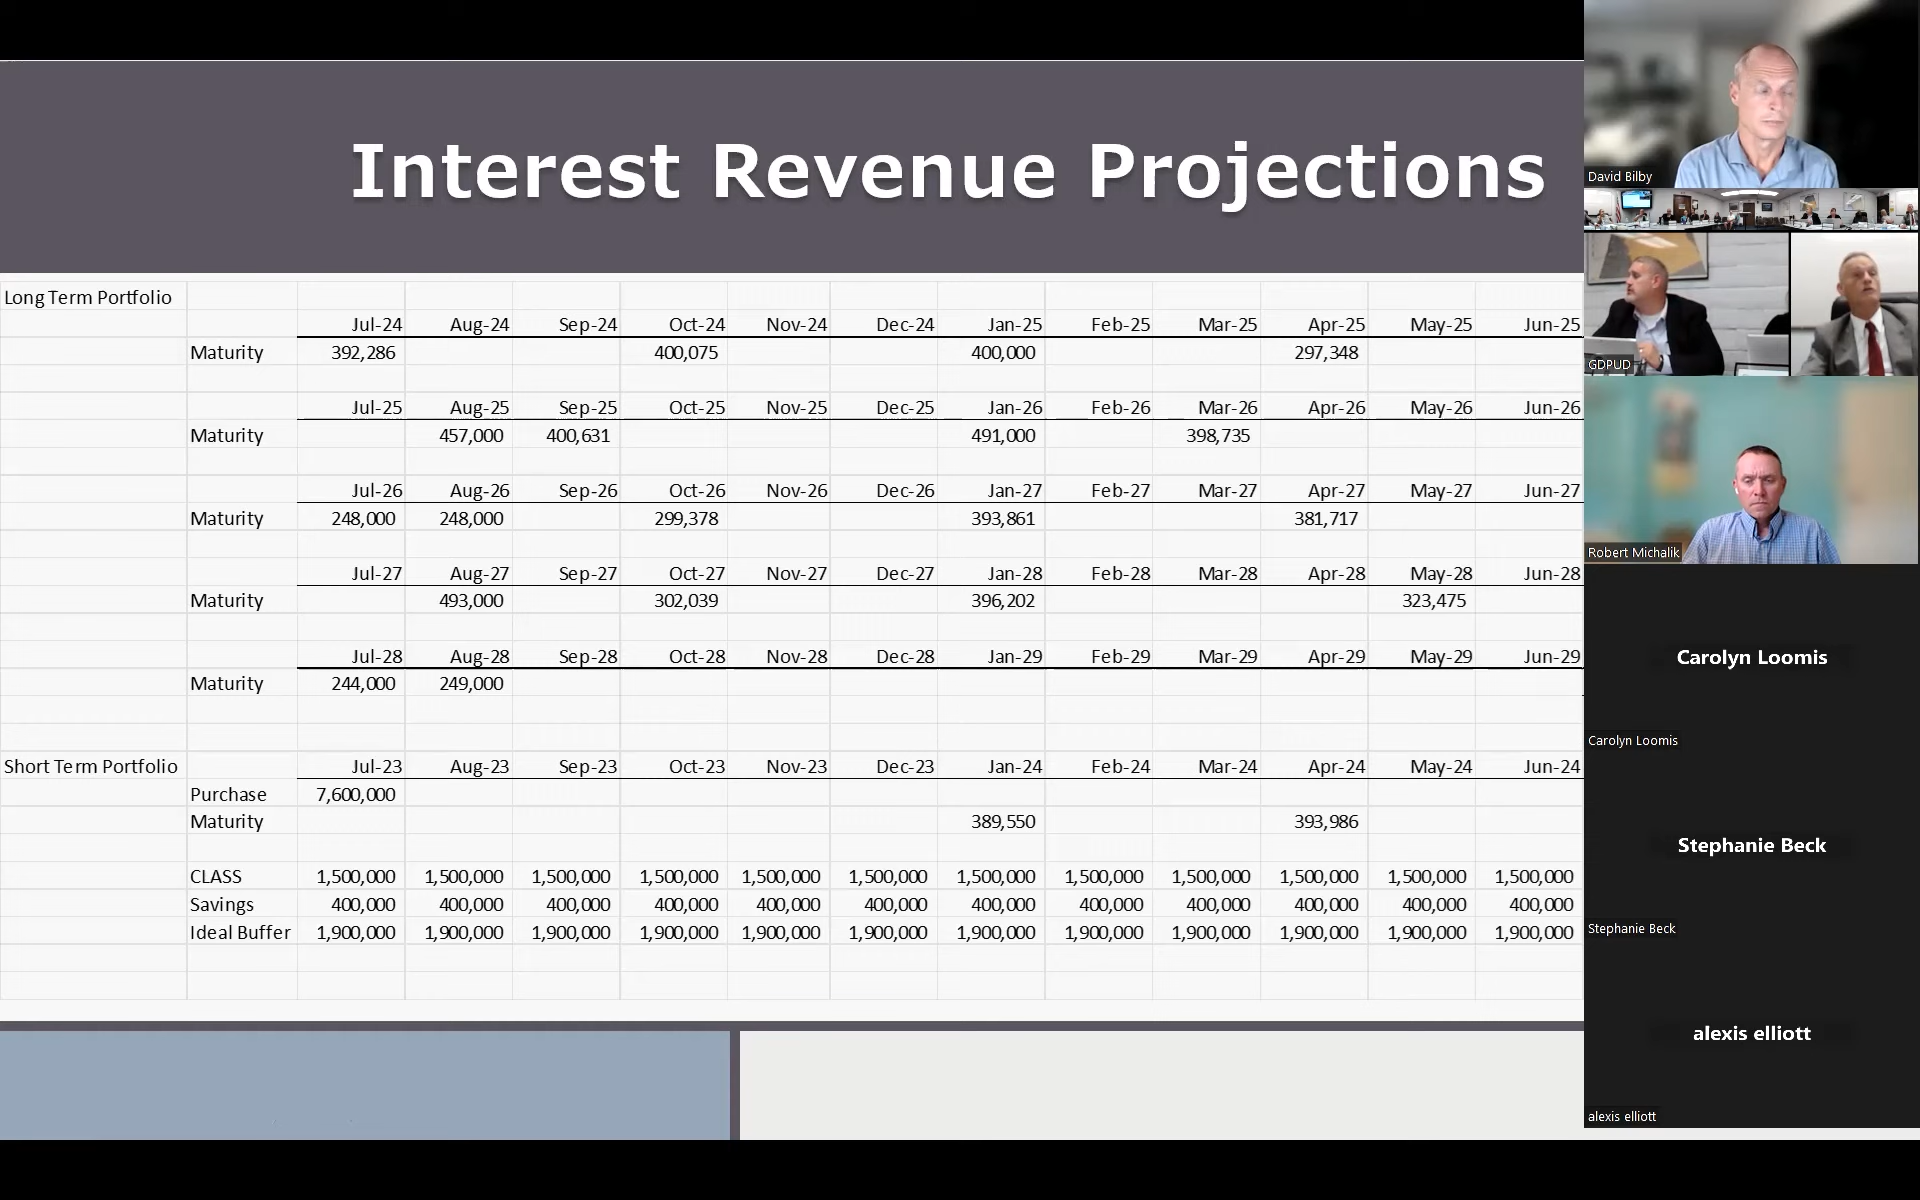 Interest Revenue Projections
Long Term Portfolio
Jul-24 Aug-24 Sep-24 Oct-24 Nov-24 Dec-24 Jan-25 Feb-25 Mar-25 Apr-25 May-25 Jun-25
Maturity 392,286 400,075 400,000 297,348
Jul-25 Aug-25 Sep-25 Oct-25 Nov-25 Dec-25 Jan-26 Feb-26 Mar-26 Apr-26 May-26 Jun-26
Maturity 457,000 400,631 491,000 398,735
Jul-26 Aug-26 Sep-26 Oct-26 Nov-26 Dec-26 Jan-27 Feb-27 Mar-27 Apr-27 May-27 Jun-27
Maturity 248,000 248,000 299,378 393,861 381,717
Jul-27 Aug-27 Sep-27 Oct-27 Nov-27 Dec-27 Jan-28 Feb-28 Mar-28 Apr-28 May-28 Jun-28
Maturity 493,000 302,039 396,202 323,475
Jul-28 Aug-28 Sep-28 Oct-28 Nov-28 Dec-28 Jan-29 Feb-29 Mar-29 Apr-29 May-29 Jun-29
Maturity 244,000 249,000
Short Term Portfolio Jul-23 Aug-23 Sep-23 Oct-23 Nov-23 Dec-23 Jan-24 Feb-24 Mar-24 Apr-24 May-24 Jun-24
Purchase 7,600,000
Maturity 389,550 393,986
CLASS 1,500,000 1,500,000 1,500,000 1,500,000 1,500,000 1,500,000 1,500,000 1,500,000 1,500,000 1,500,000 1,500,000 1,500,000
Savings 400,000 400,000 400,000 400,000 400,000 400,000 400,000 400,000 400,000 400,000 400,000 400,000
Ideal Buffer 1,900,000 1,900,000 1,900,000 1,900,000 1,900,000 1,900,000 1,900,000 1,900,000 1,900,000 1,900,000 1,900,000 1,900,000
David Bilby
GDPUD
Robert Michalik
Carolyn Loomis
Carolyn Loomis
Stephanie Beck
Stephanie Beck
alexis elliott
alexis elliott